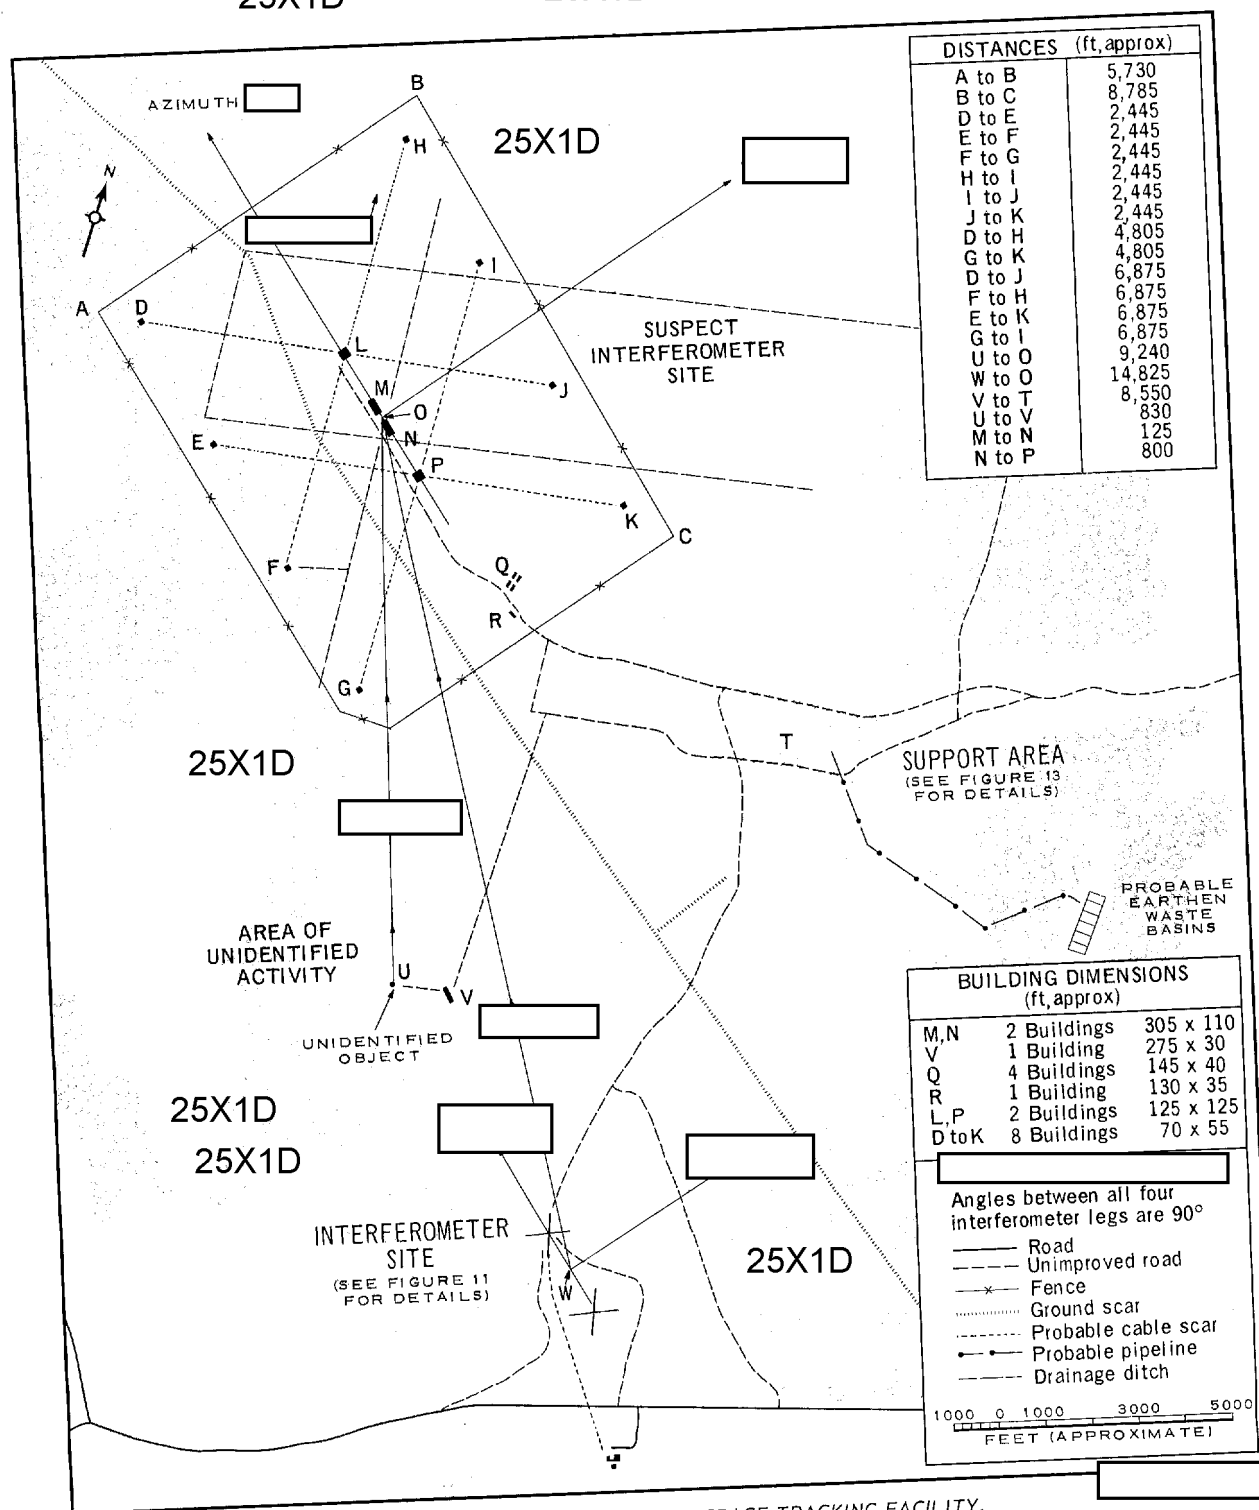 25X1D
DISTANCES (ft, approx)
A to B 5,730
B to C 8,785
D to E 2,445
E to F 2,445
F to G 2,445
H to I 2,445
I to J 2,445
J to K 2,445
D to H 4,805
G to K 4,805
D to J 6,875
F to H 6,875
E to K 6,875
G to I 6,875
U to O 9,240
W to O 14,825
V to T 8,550
U to V 830
M to N 125
N to P 800
AZIMUTH
B
H
25X1D
N
I
A
D
L
SUSPECT
INTERFEROMETER
SITE
J
M
O
N
E
P
K
C
F
Q
R
G
25X1D
T
SUPPORT AREA
(SEE FIGURE 13
FOR DETAILS)
PROBABLE
EARTHEN
WASTE
BASINS
AREA OF
UNIDENTIFIED
ACTIVITY
U
V
UNIDENTIFIED
OBJECT
BUILDING DIMENSIONS
(ft, approx)
M,N 2 Buildings 305 x 110
V 1 Building 275 x 30
Q 4 Buildings 145 x 40
R 1 Building 130 x 35
L,P 2 Buildings 125 x 125
D to K 8 Buildings 70 x 55
25X1D
25X1D
Angles between all four
interferometer legs are 90°
Road
Unimproved road
Fence
Ground scar
Probable cable scar
Probable pipeline
Drainage ditch
1000 0 1000 3000 5000
FEET (APPROXIMATE)
INTERFEROMETER
SITE
(SEE FIGURE 11
FOR DETAILS)
W
25X1D
TRACKING FACILITY.